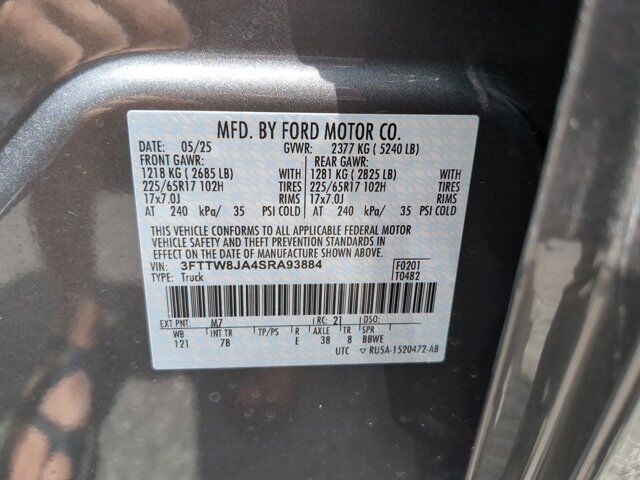 MFD. BY FORD MOTOR CO.
DATE: 05/25 GVWR: 2377 KG ( 5240 LB)
FRONT GAWR: REAR GAWR:
1218 KG ( 2685 LB) WITH 1281 KG ( 2825 LB) WITH
225/65R17 102H TIRES 225/65R17 102H TIRES
17x7.0J RIMS 17x7.0J RIMS
AT 240 kPa/ 35 PSI COLD AT 240 kPa/ 35 PSI COLD
THIS VEHICLE CONFORMS TO ALL APPLICABLE FEDERAL MOTOR
VEHICLE SAFETY AND THEFT PREVENTION STANDARDS IN
EFFECT ON THE DATE OF MANUFACTURE SHOWN ABOVE.
VIN: 3FTTW8JA4SRA93884 F0201
TYPE: Truck T0482
EXT PNT: M7 RC: 21 DSO:
WB INT TR TP/PS R AXLE TR SPR
121 7B E 38 8 BBWE
UTC ▽ RU5A-1520472-AB